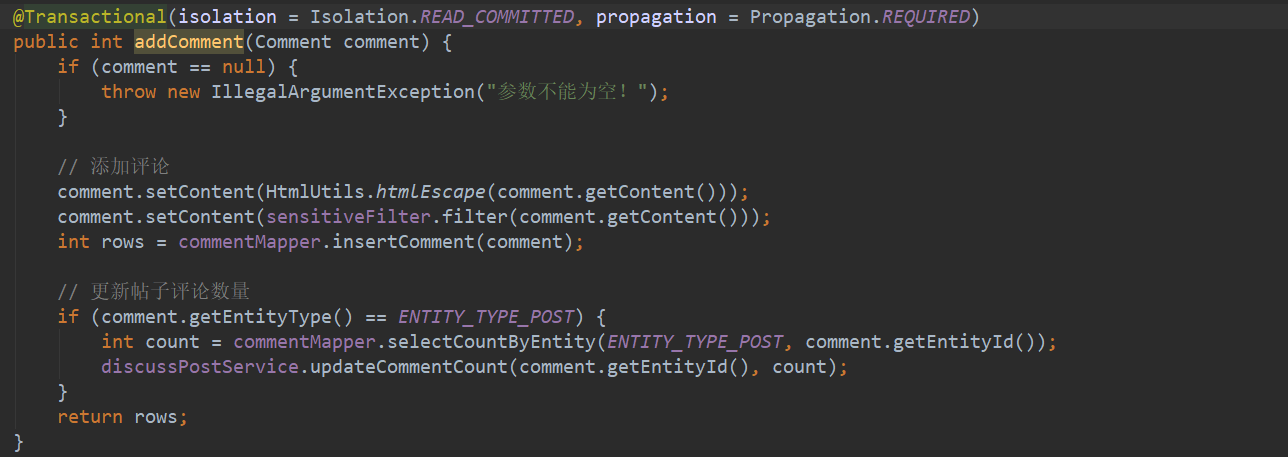 @Transactional(isolation = Isolation.READ_COMMITTED, propagation = Propagation.REQUIRED)
public int addComment(Comment comment) {
    if (comment == null) {
        throw new IllegalArgumentException("参数不能为空！");
    }
    // 添加评论
    comment.setContent(HtmlUtils.htmlEscape(comment.getContent()));
    comment.setContent(sensitiveFilter.filter(comment.getContent()));
    int rows = commentMapper.insertComment(comment);
    // 更新帖子评论数量
    if (comment.getEntityType() == ENTITY_TYPE_POST) {
        int count = commentMapper.selectCountByEntity(ENTITY_TYPE_POST, comment.getEntityId());
        discussPostService.updateCommentCount(comment.getEntityId(), count);
    }
    return rows;
}